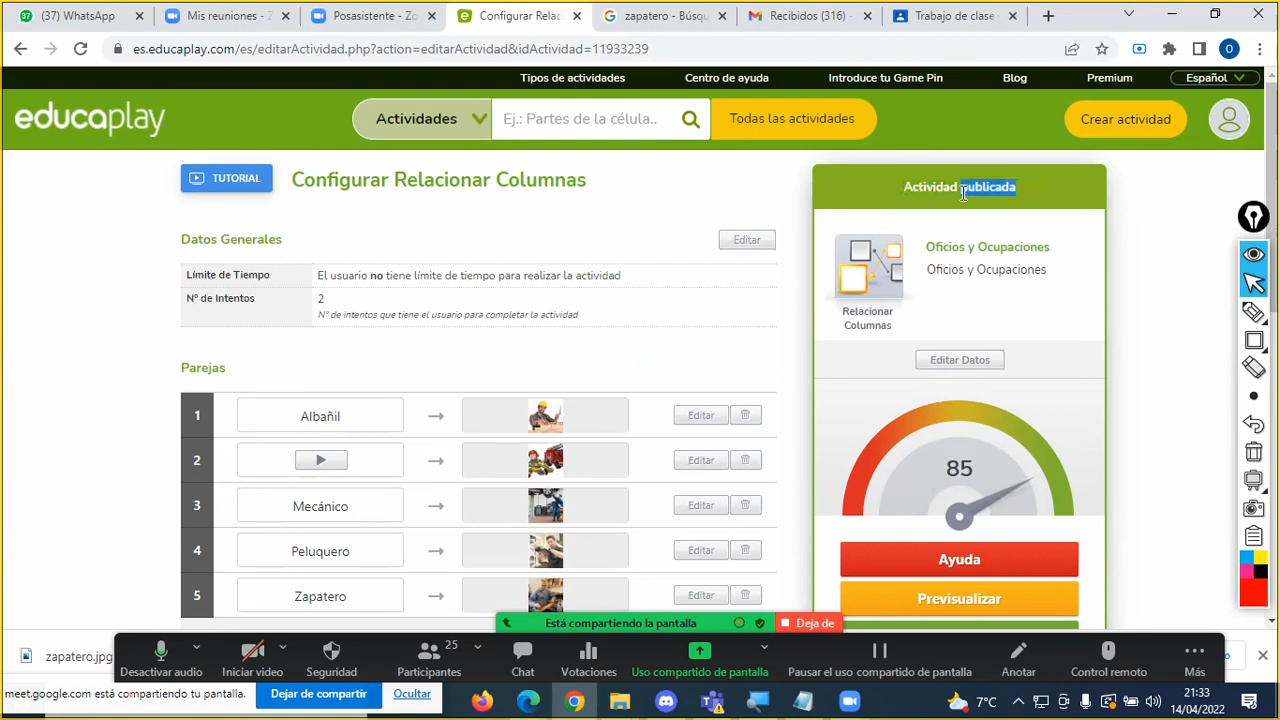 (37) WhatsApp
Mis reuniones - Z
Posasistente - Zo
Configurar Relac
zapatero - Búsqu
Recibidos (316) -
Trabajo de clase
es.educaplay.com/es/editarActividad.php?action=editarActividad&idActividad=11933239
Tipos de actividades
Centro de ayuda
Introduce tu Game Pin
Blog
Premium
Español
educaplay
Actividades
Ej.: Partes de la célula..
Todas las actividades
Crear actividad
TUTORIAL
Configurar Relacionar Columnas
Actividad publicada
Datos Generales
Editar
Límite de Tiempo
El usuario no tiene límite de tiempo para realizar la actividad
Nº de Intentos
2
Nº de intentos que tiene el usuario para completar la actividad
Oficios y Ocupaciones
Oficios y Ocupaciones
Relacionar
Columnas
Editar Datos
Parejas
1 Albañil Editar
2 Editar
3 Mecánico Editar
4 Peluquero Editar
5 Zapatero Editar
85
Ayuda
Previsualizar
Está compartiendo la pantalla
Deja de
zapatero.jpg
Desactivar audio
Iniciar video
Seguridad
25
Participantes
Chat
Votaciones
Uso compartido de pantalla
Pausar el uso compartido de pantalla
Anotar
Control remoto
Más
meet.google.com está compartiendo tu pantalla.
Dejar de compartir
Ocultar
7°C
21:33
14/04/2022